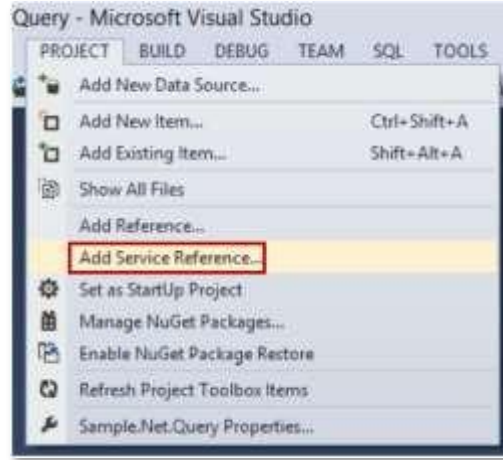 Query - Microsoft Visual Studio
PROJECT BUILD DEBUG TEAM SQL TOOLS
Add New Data Source...
Add New Item... Ctrl+Shift+A
Add Existing Item... Shift+Alt+A
Show All Files
Add Reference...
Add Service Reference...
Set as StartUp Project
Manage NuGet Packages...
Enable NuGet Package Restore
Refresh Project Toolbox Items
Sample.Net.Query Properties...